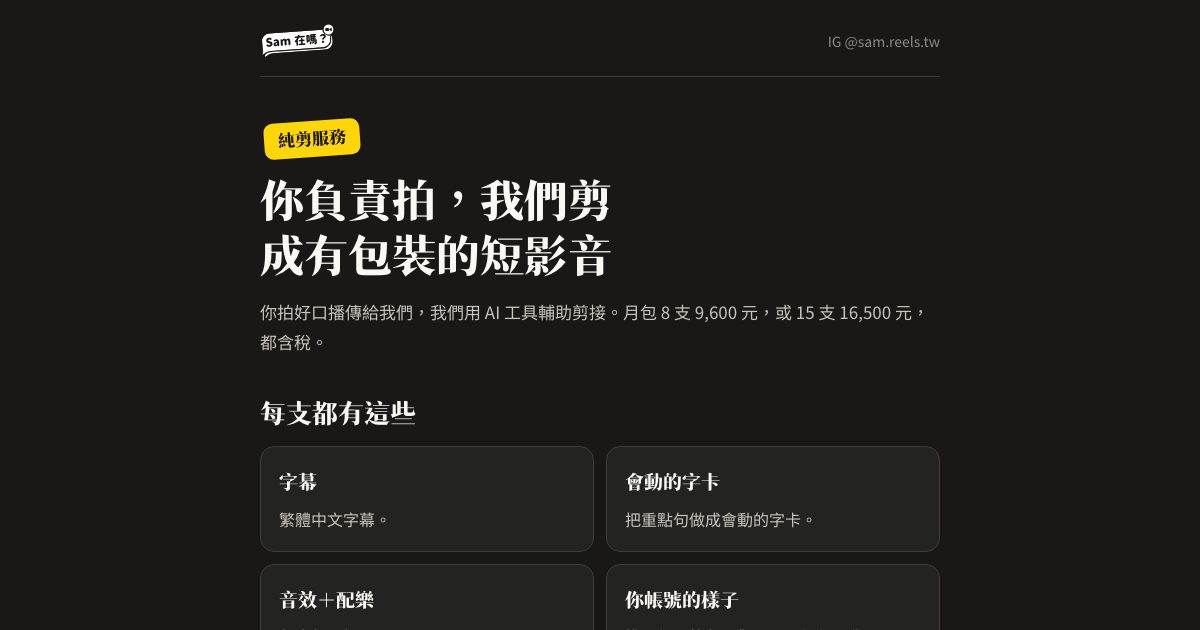 Sam 在嗎？
IG @sam.reels.tw
純剪服務
你負責拍，我們剪
成有包裝的短影音
你拍好口播傳給我們，我們用 AI 工具輔助剪接。月包 8 支 9,600 元，或 15 支 16,500 元，
都含稅。
每支都有這些
字幕
繁體中文字幕。
會動的字卡
把重點句做成會動的字卡。
音效＋配樂
你帳號的樣子